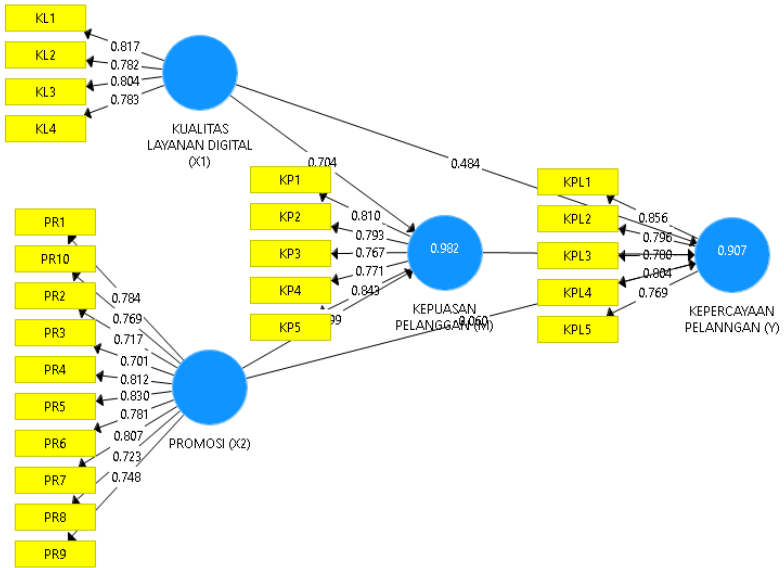 KL1
KL2
KL3
KL4
0.817
0.782
0.804
0.783
KUALITAS
LAYANAN DIGITAL
(X1)
0.704
0.484
KP1
KP2
KP3
KP4
KP5
0.810
0.793
0.767
0.771
0.843
0.982
KEPUASAN
PELANGGAN (M)
KPL1
KPL2
KPL3
KPL4
KPL5
0.856
0.796
0.780
0.804
0.769
0.907
KEPERCAYAAN
PELANNGAN (Y)
0.060
PR1
PR10
PR2
PR3
PR4
PR5
PR6
PR7
PR8
PR9
0.784
0.769
0.717
0.701
0.812
0.830
0.781
0.807
0.723
0.748
PROMOSI (X2)